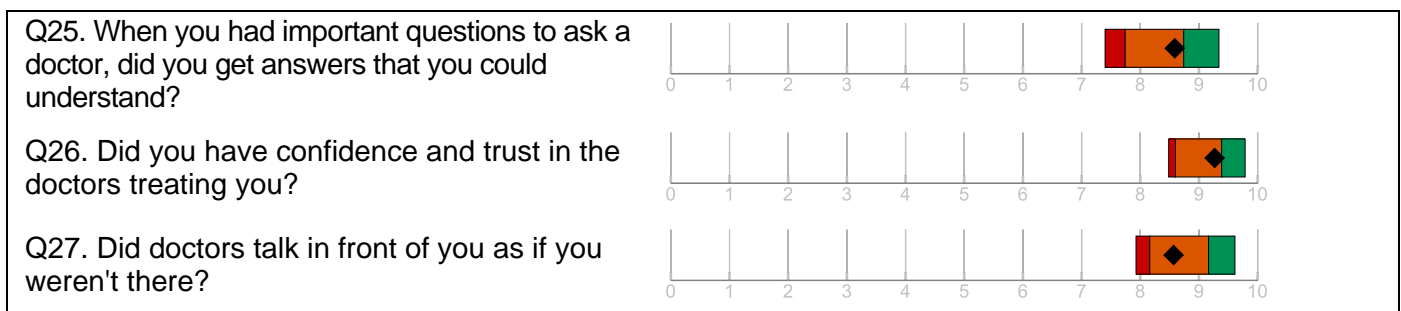 Q25. When you had important questions to ask a
doctor, did you get answers that you could
understand?
0 1 2 3 4 5 6 7 8 9 10
Q26. Did you have confidence and trust in the
doctors treating you?
0 1 2 3 4 5 6 7 8 9 10
Q27. Did doctors talk in front of you as if you
weren't there?
0 1 2 3 4 5 6 7 8 9 10